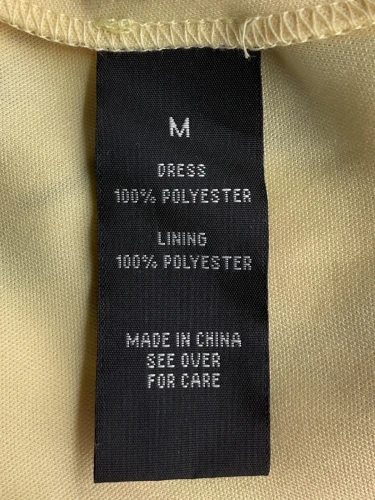 M
DRESS
100% POLYESTER
LINING
100% POLYESTER
MADE IN CHINA
SEE OVER
FOR CARE